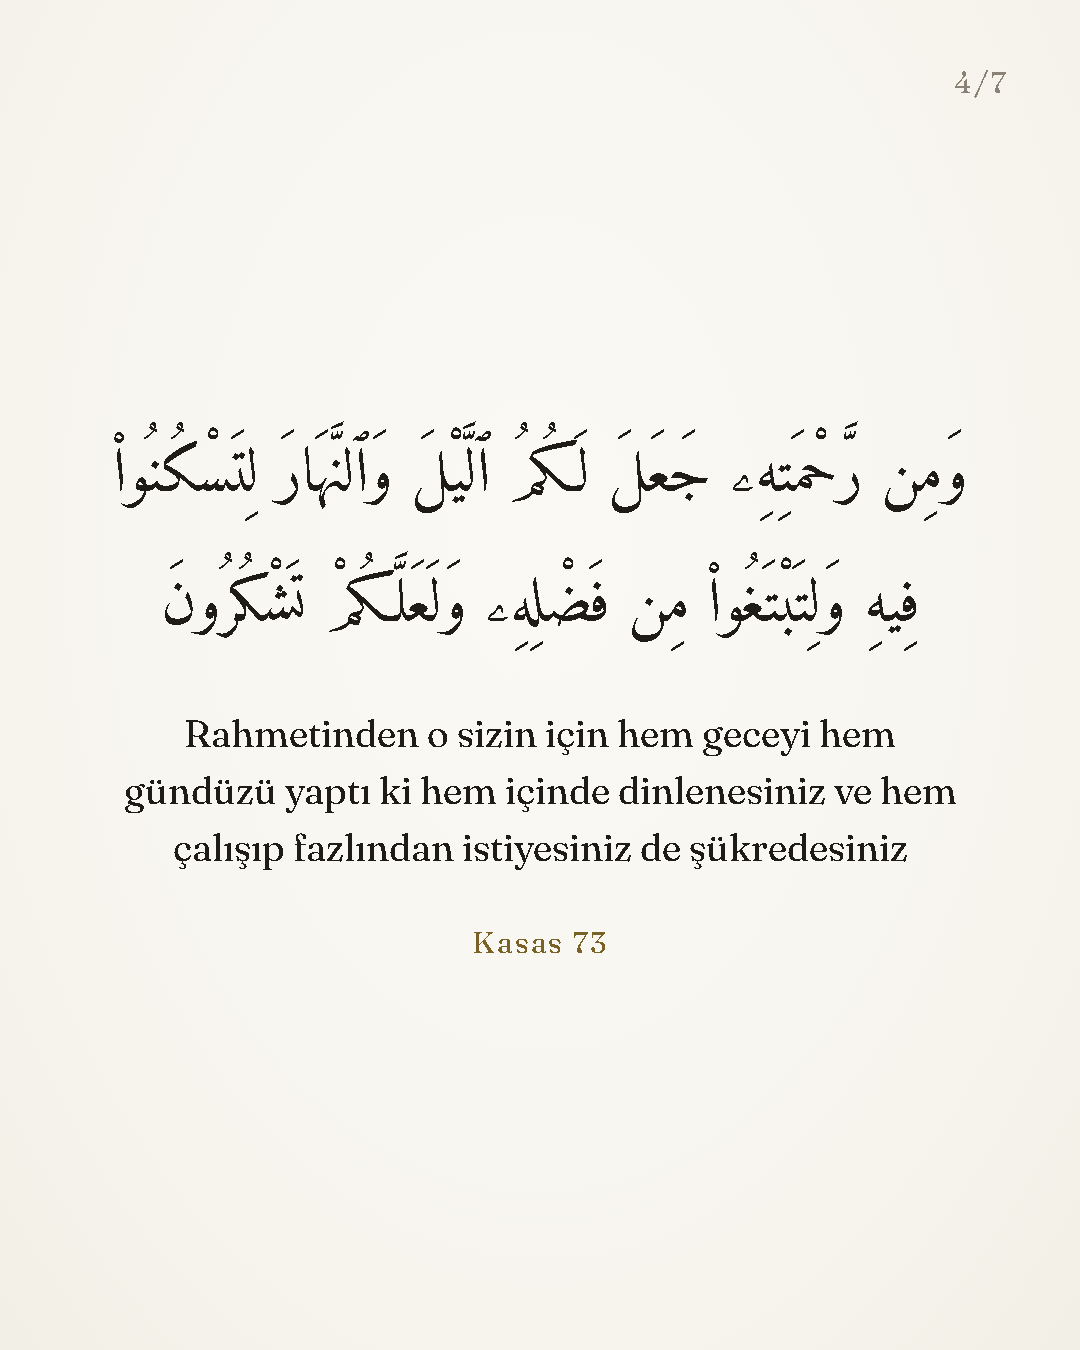 4/7
وَمِن رَّحْمَتِهِۦ جَعَلَ لَكُمُ ٱلَّيْلَ وَٱلنَّهَارَ لِتَسْكُنُوا۟
فِيهِ وَلِتَبْتَغُوا۟ مِن فَضْلِهِۦ وَلَعَلَّكُمْ تَشْكُرُونَ
Rahmetinden o sizin için hem geceyi hem
gündüzü yaptı ki hem içinde dinlenesiniz ve hem
çalışıp fazlından istiyesiniz de şükredesiniz
Kasas 73